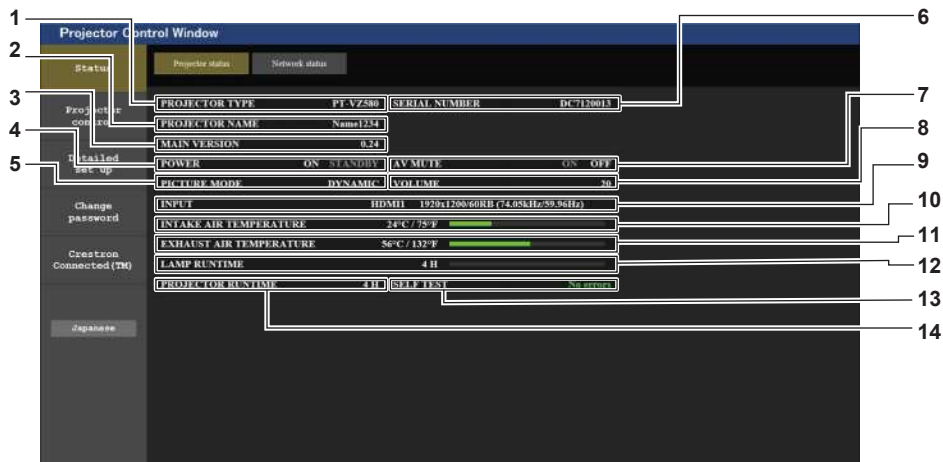 1
6
Projector Control Window
2
Status
Projector status Network status
3
PROJECTOR TYPE PT-VZ580 SERIAL NUMBER DC7120013
7
Projector
control
PROJECTOR NAME Name1234
4
8
MAIN VERSION 0.24
5
Detailed
set up
POWER ON STANDBY AV MUTE ON OFF
9
PICTURE MODE DYNAMIC VOLUME 20
Change
password
INPUT HDMI1 1920x1200/60RB (74.05kHz/59.96Hz)
10
INTAKE AIR TEMPERATURE 24°C / 75°F
11
EXHAUST AIR TEMPERATURE 56°C / 132°F
Crestron
Connected(TM)
LAMP RUNTIME 4 H
12
PROJECTOR RUNTIME 4 H SELF TEST No errors
13
Japanese
14